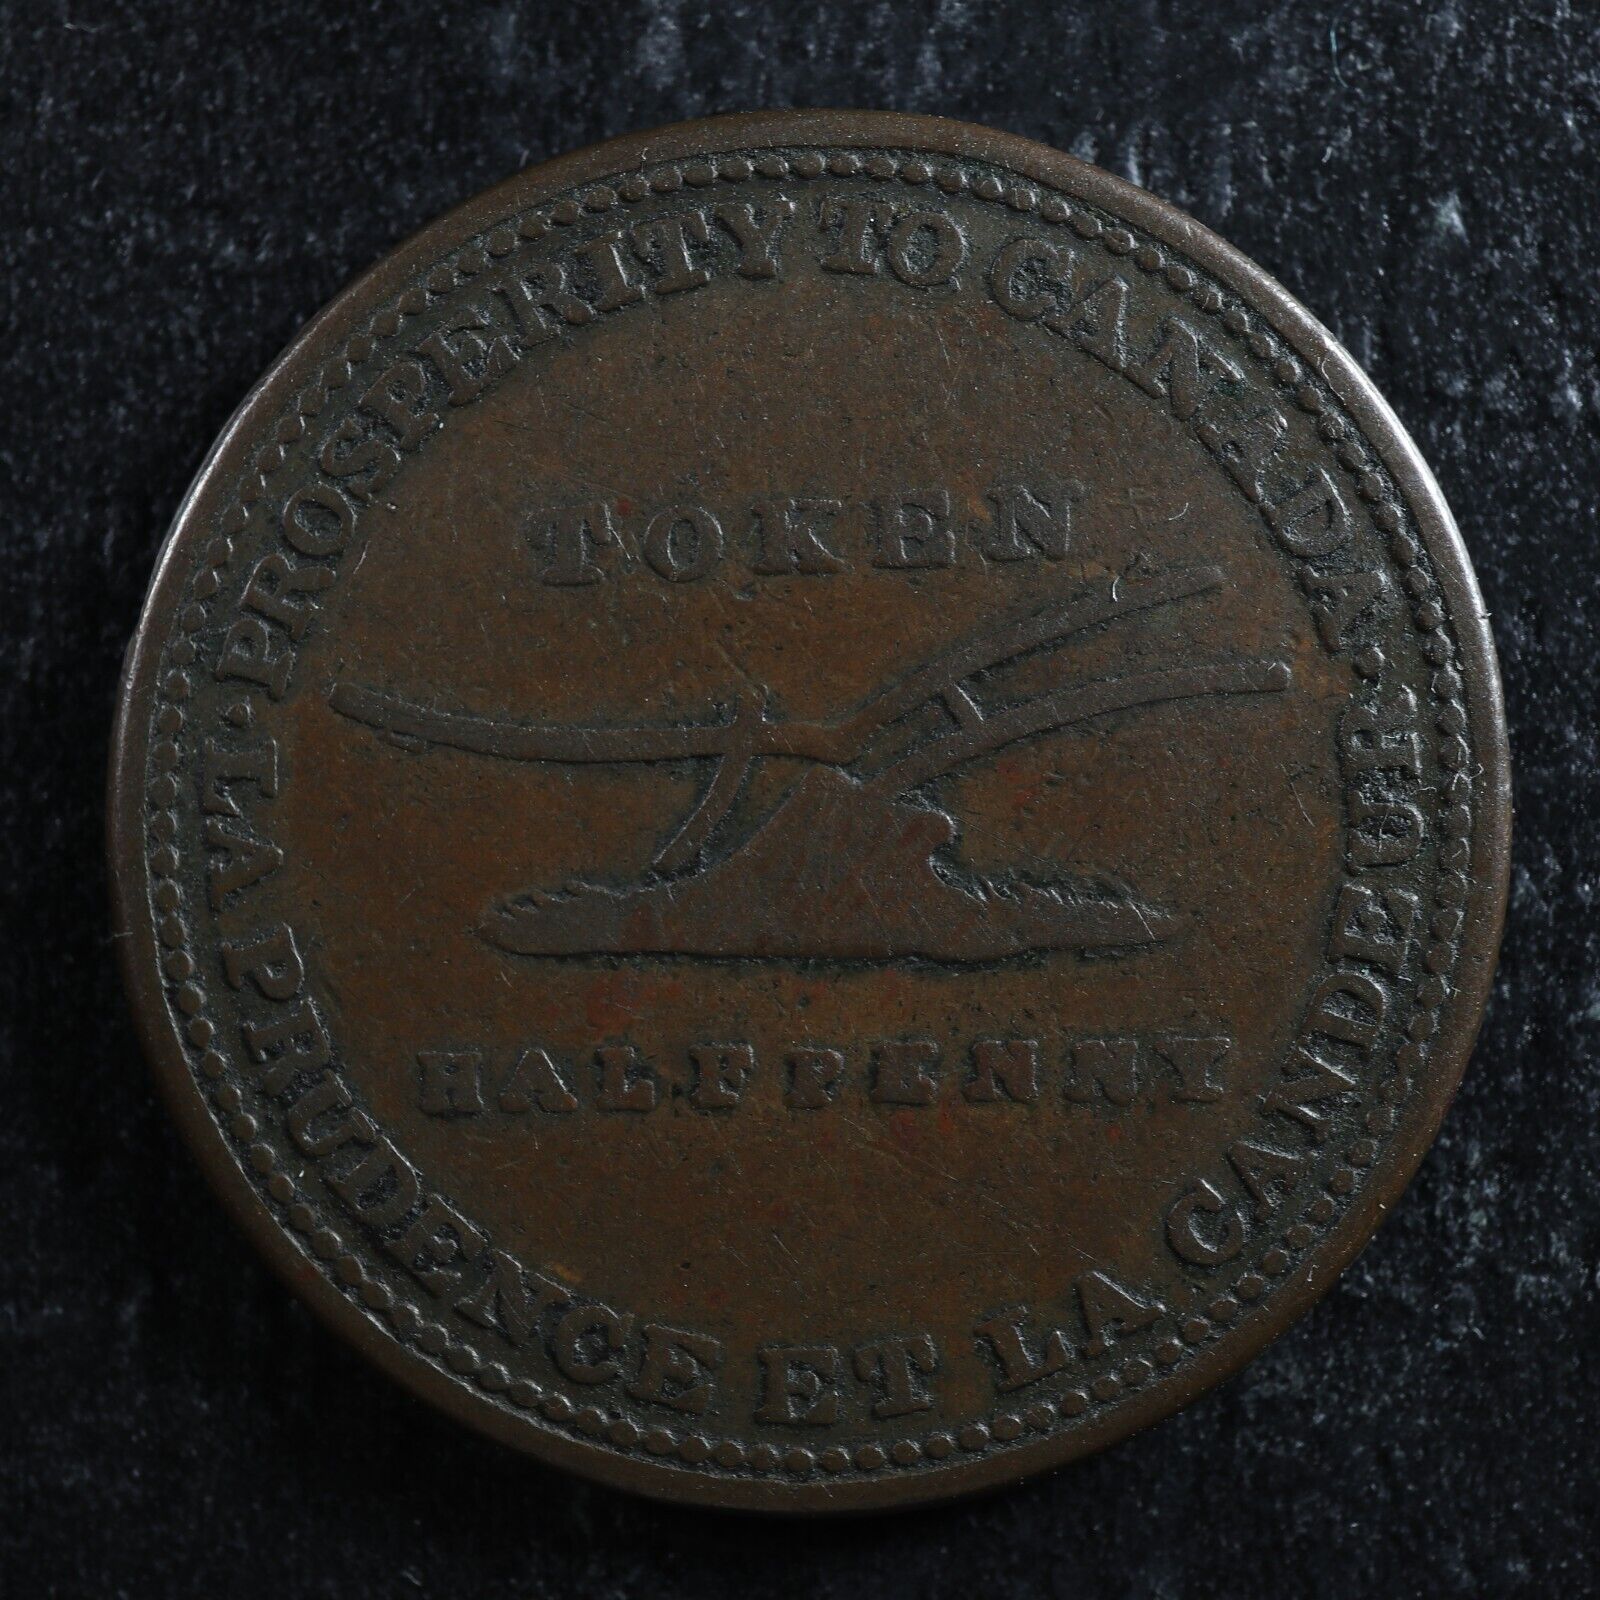 PROSPERITY TO CANADA · LA PRUDENCE ET LA CANDEUR ·
TOKEN
HALFPENNY